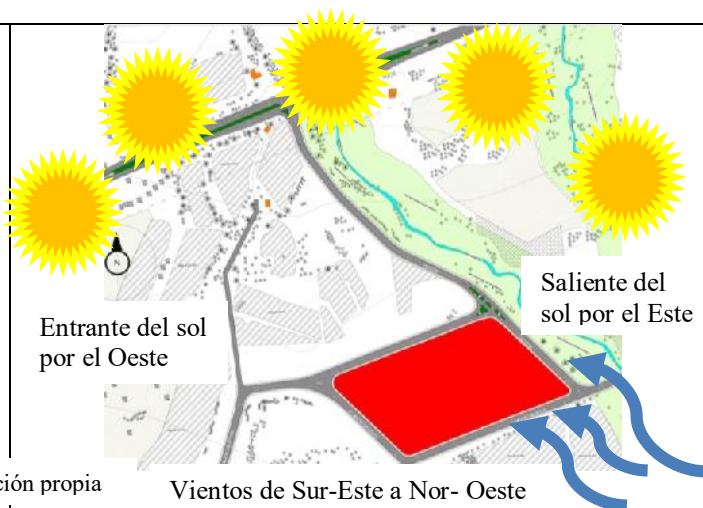 N
Saliente del
sol por el Este
Entrante del sol
por el Oeste
ción propia
Vientos de Sur-Este a Nor- Oeste